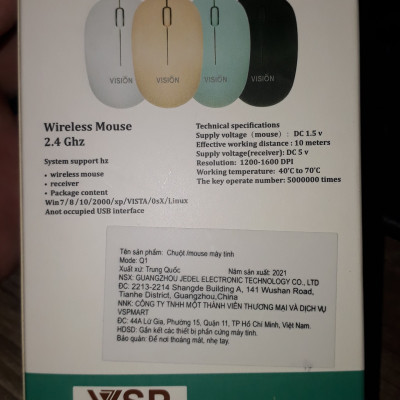 VISION VISION VISION VISION
Wireless Mouse
2.4 Ghz
System support hz
• wireless mouse
• receiver
• Package content
Win7/8/10/2000/xp/VISTA/0sX/Linux
Anot occupied USB interface
Technical specifications
Supply voltage (mouse) : DC 1.5 v
Effective working distance : 10 meters
Supply voltage(receiver): DC 5 v
Resolution: 1200-1600 DPI
Working temperature: 40°C to 70°C
The key operate number: 5000000 times
Tên sản phẩm: Chuột /mouse máy tính
Mode: Q1
Xuất xứ: Trung Quốc Năm sản xuất: 2021
NSX: GUANGZHOU JEDEL ELECTRONIC TECHNOLOGY CO., LTD
ĐC: 2213-2214 Shangde Building A, 141 Wushan Road,
Tianhe District, Guangzhou,China
NNK: CÔNG TY TNHH MỘT THÀNH VIÊN THƯƠNG MẠI VÀ DỊCH VỤ
VSPMART
ĐC: 44A Lữ Gia, Phường 15, Quận 11, TP Hồ Chí Minh, Việt Nam.
HDSD: Gắn kết các thiết bị phần cứng máy tính.
Bảo quản: Để nơi thoáng mát, nhẹ tay.
VSP